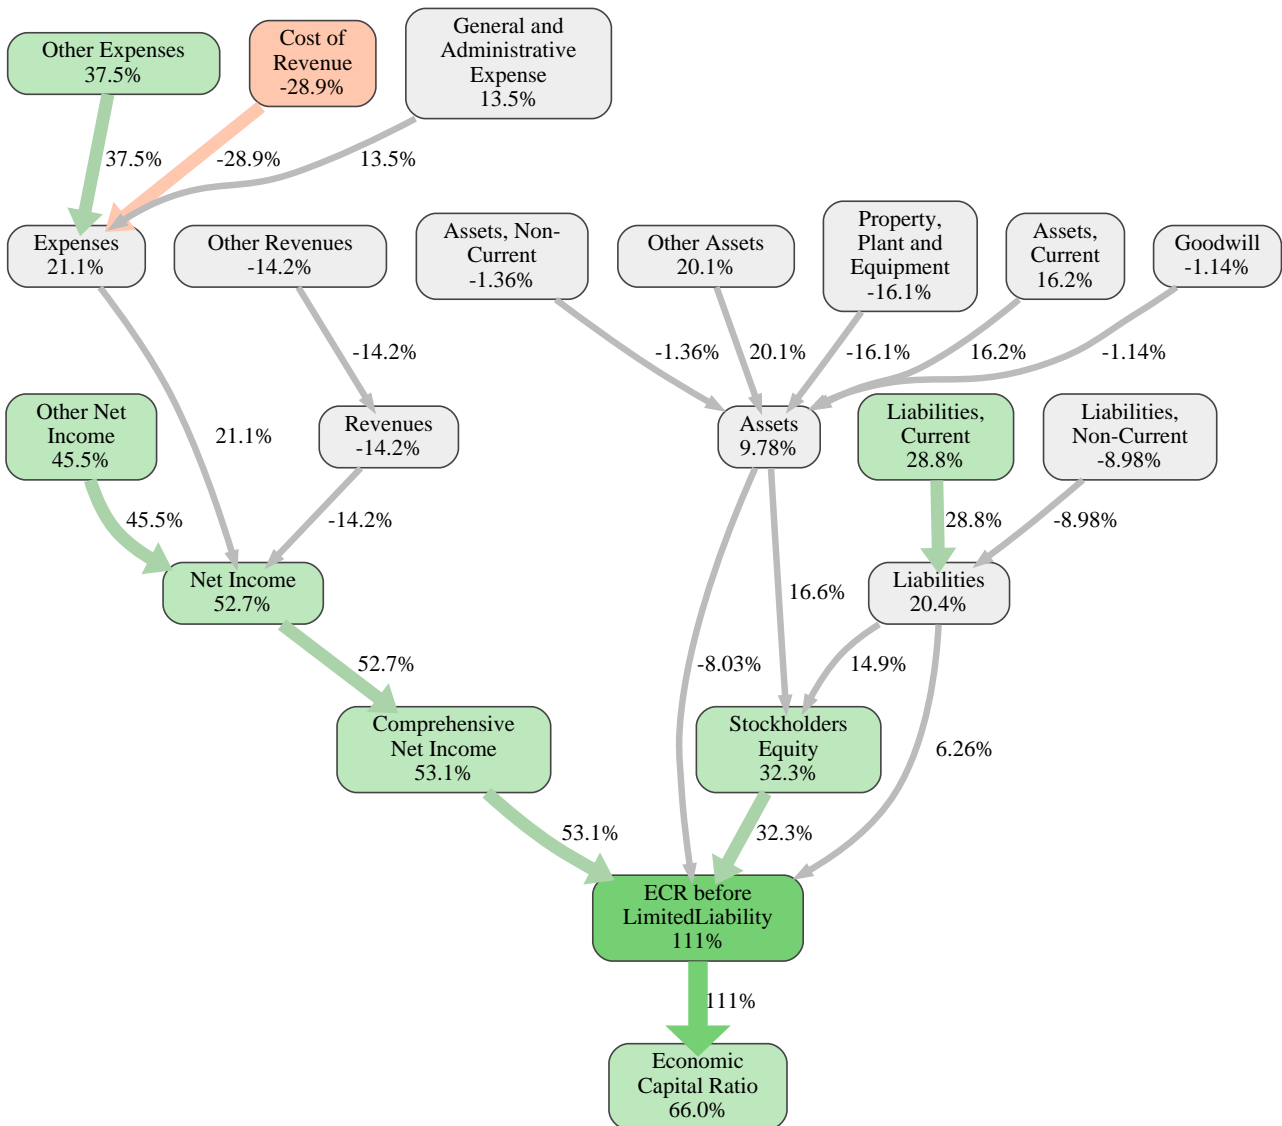 Other Expenses
37.5%
Cost of
Revenue
-28.9%
General and
Administrative
Expense
13.5%
37.5%
-28.9%
13.5%
Expenses
21.1%
Other Revenues
-14.2%
Assets, Non-
Current
-1.36%
Other Assets
20.1%
Property,
Plant and
Equipment
-16.1%
Assets,
Current
16.2%
Goodwill
-1.14%
-14.2%
-1.36%
20.1%
-16.1%
16.2%
-1.14%
Other Net
Income
45.5%
21.1%
Revenues
-14.2%
Assets
9.78%
Liabilities,
Current
28.8%
Liabilities,
Non-Current
-8.98%
45.5%
-14.2%
28.8%
-8.98%
Net Income
52.7%
16.6%
Liabilities
20.4%
52.7%
-8.03%
14.9%
Comprehensive
Net Income
53.1%
Stockholders
Equity
32.3%
6.26%
53.1%
32.3%
ECR before
LimitedLiability
111%
111%
Economic
Capital Ratio
66.0%